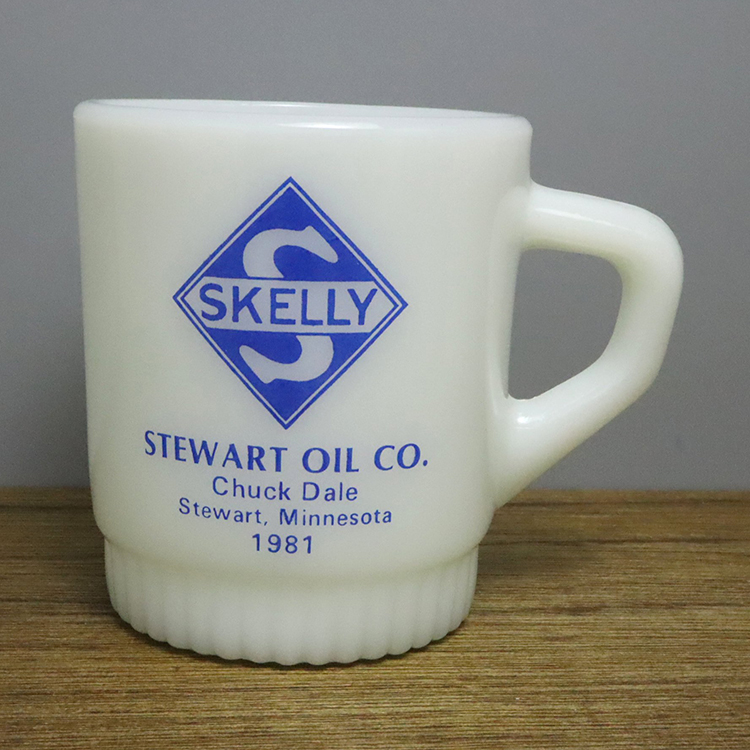 S
SKELLY
STEWART OIL CO.
Chuck Dale
Stewart, Minnesota
1981